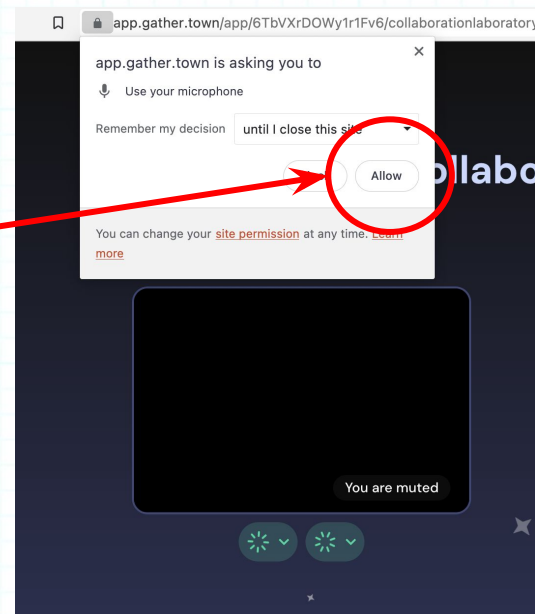 app.gather.town/app/6TbVXrDOWy1r1Fv6/collaborationlaboratory
app.gather.town is asking you to
Use your microphone
Remember my decision until I close this site
Allow
You can change your site permission at any time. Learn
more
You are muted